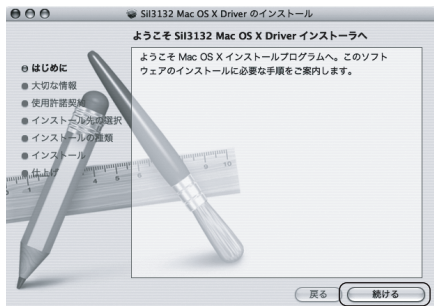 SiI3132 Mac OS X Driver のインストール
ようこそ SiI3132 Mac OS X Driver インストーラへ
はじめに
大切な情報
使用許諾契約
インストール先の選択
インストールの種類
インストール
仕上げ
ようこそ Mac OS X インストールプログラムへ。このソフト
ウェアのインストールに必要な手順をご案内します。
戻る
続ける